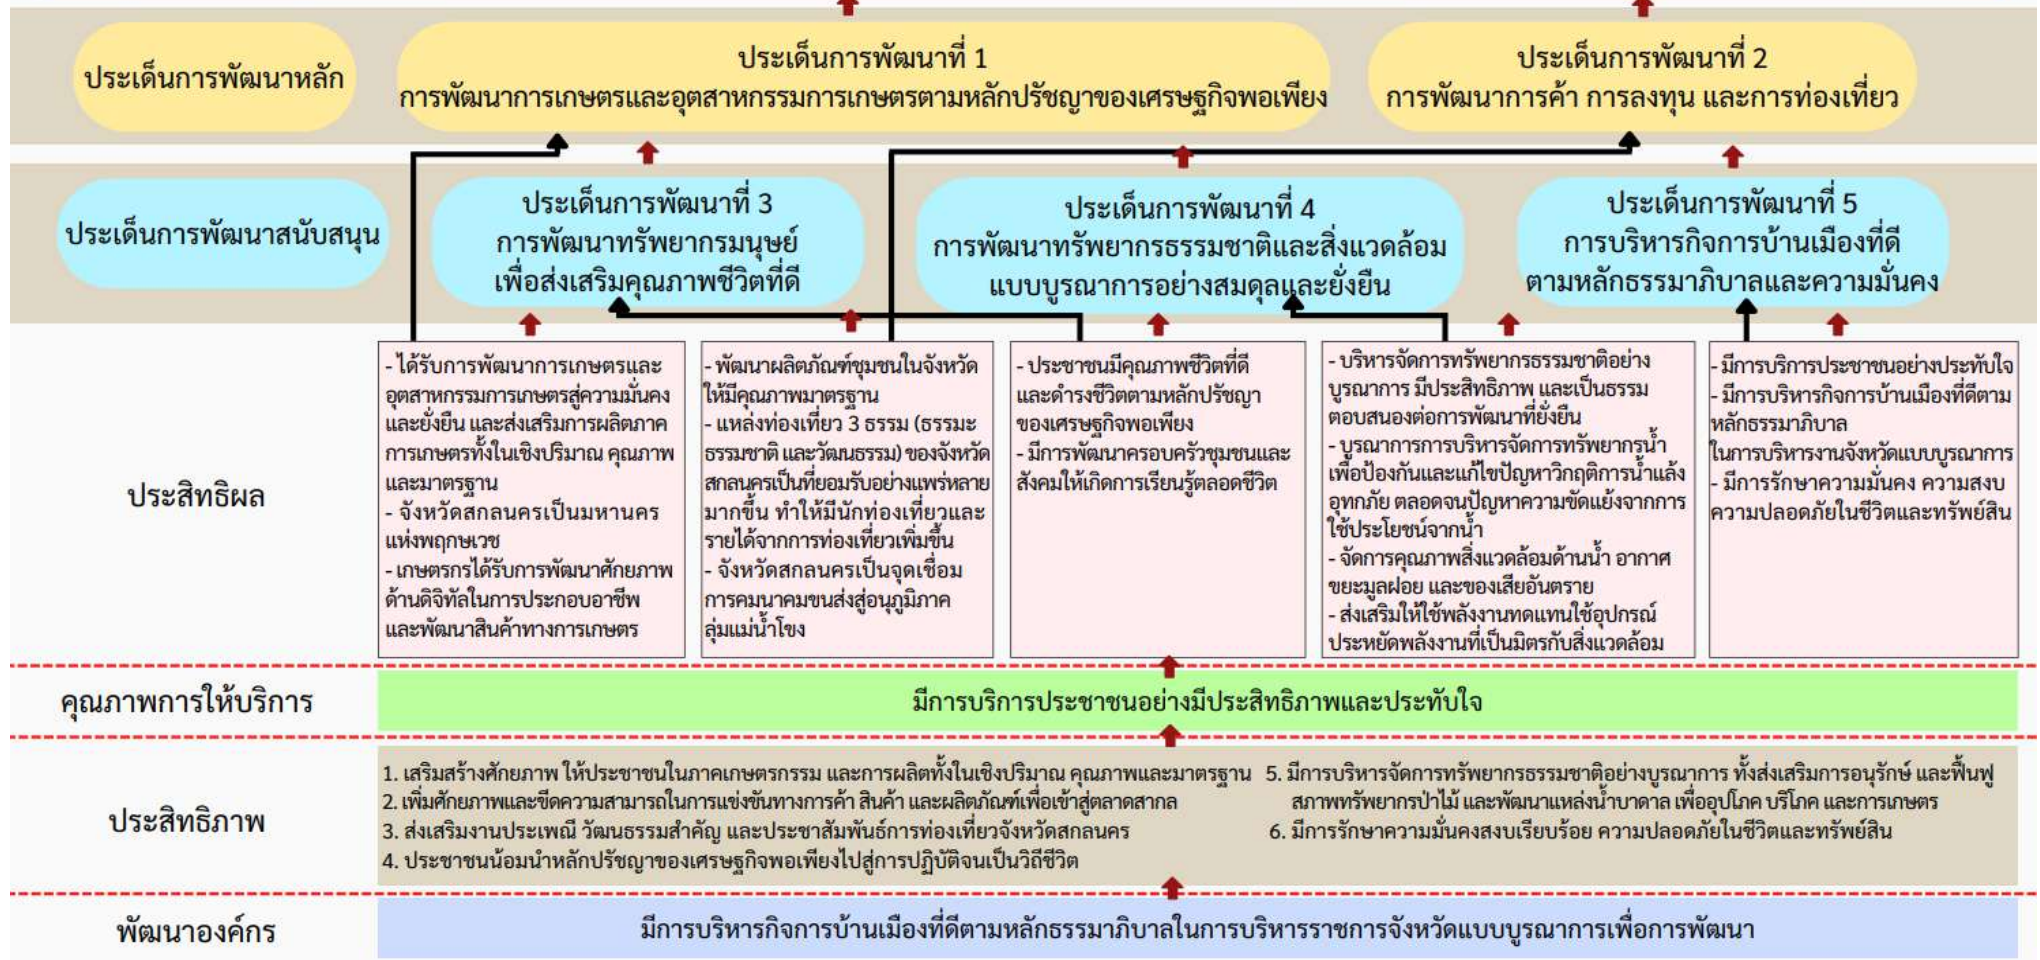 ประเด็นการพัฒนาหลัก
ประเด็นการพัฒนาที่ 1
การพัฒนาการเกษตรและอุตสาหกรรมการเกษตรตามหลักปรัชญาของเศรษฐกิจพอเพียง
ประเด็นการพัฒนาที่ 2
การพัฒนาการค้า การลงทุน และการท่องเที่ยว
ประเด็นการพัฒนาสนับสนุน
ประเด็นการพัฒนาที่ 3
การพัฒนาทรัพยากรมนุษย์
เพื่อส่งเสริมคุณภาพชีวิตที่ดี
ประเด็นการพัฒนาที่ 4
การพัฒนาทรัพยากรธรรมชาติและสิ่งแวดล้อม
แบบบูรณาการอย่างสมดุลและยั่งยืน
ประเด็นการพัฒนาที่ 5
การบริหารกิจการบ้านเมืองที่ดี
ตามหลักธรรมาภิบาลและความมั่นคง
ประสิทธิผล
- ได้รับการพัฒนาการเกษตรและ
อุตสาหกรรมการเกษตรสู่ความมั่นคง
และยั่งยืน และส่งเสริมการผลิตภาค
การเกษตรทั้งในเชิงปริมาณ คุณภาพ
และมาตรฐาน
- จังหวัดสกลนครเป็นมหานคร
แห่งพฤกษเวช
- เกษตรกรได้รับการพัฒนาศักยภาพ
ด้านดิจิทัลในการประกอบอาชีพ
และพัฒนาสินค้าทางการเกษตร
- พัฒนาผลิตภัณฑ์ชุมชนในจังหวัด
ให้มีคุณภาพมาตรฐาน
- แหล่งท่องเที่ยว 3 ธรรม (ธรรมะ
ธรรมชาติ และวัฒนธรรม) ของจังหวัด
สกลนครเป็นที่ยอมรับอย่างแพร่หลาย
มากขึ้น ทำให้มีนักท่องเที่ยวและ
รายได้จากการท่องเที่ยวเพิ่มขึ้น
- จังหวัดสกลนครเป็นจุดเชื่อม
การคมนาคมขนส่งสู่อนุภูมิภาค
ลุ่มแม่น้ำโขง
- ประชาชนมีคุณภาพชีวิตที่ดี
และดำรงชีวิตตามหลักปรัชญา
ของเศรษฐกิจพอเพียง
- มีการพัฒนาครอบครัวชุมชนและ
สังคมให้เกิดการเรียนรู้ตลอดชีวิต
- บริหารจัดการทรัพยากรธรรมชาติอย่าง
บูรณาการ มีประสิทธิภาพ และเป็นธรรม
ตอบสนองต่อการพัฒนาที่ยั่งยืน
- บูรณาการการบริหารจัดการทรัพยากรน้ำ
เพื่อป้องกันและแก้ไขปัญหาวิกฤติการน้ำแล้ง
อุทกภัย ตลอดจนปัญหาความขัดแย้งจากการ
ใช้ประโยชน์จากน้ำ
- จัดการคุณภาพสิ่งแวดล้อมด้านน้ำ อากาศ
ขยะมูลฝอย และของเสียอันตราย
- ส่งเสริมให้ใช้พลังงานทดแทนใช้อุปกรณ์
ประหยัดพลังงานที่เป็นมิตรกับสิ่งแวดล้อม
- มีการบริการประชาชนอย่างประทับใจ
- มีการบริหารกิจการบ้านเมืองที่ดีตาม
หลักธรรมาภิบาล
ในการบริหารงานจังหวัดแบบบูรณาการ
- มีการรักษาความมั่นคง ความสงบ
ความปลอดภัยในชีวิตและทรัพย์สิน
คุณภาพการให้บริการ
มีการบริการประชาชนอย่างมีประสิทธิภาพและประทับใจ
ประสิทธิภาพ
1. เสริมสร้างศักยภาพ ให้ประชาชนในภาคเกษตรกรรม และการผลิตทั้งในเชิงปริมาณ คุณภาพและมาตรฐาน
2. เพิ่มศักยภาพและขีดความสามารถในการแข่งขันทางการค้า สินค้า และผลิตภัณฑ์เพื่อเข้าสู่ตลาดสากล
3. ส่งเสริมงานประเพณี วัฒนธรรมสำคัญ และประชาสัมพันธ์การท่องเที่ยวจังหวัดสกลนคร
4. ประชาชนน้อมนำหลักปรัชญาของเศรษฐกิจพอเพียงไปสู่การปฏิบัติจนเป็นวิถีชีวิต
5. มีการบริหารจัดการทรัพยากรธรรมชาติอย่างบูรณาการ ทั้งส่งเสริมการอนุรักษ์ และฟื้นฟู
สภาพทรัพยากรป่าไม้ และพัฒนาแหล่งน้ำบาดาล เพื่ออุปโภค บริโภค และการเกษตร
6. มีการรักษาความมั่นคงสงบเรียบร้อย ความปลอดภัยในชีวิตและทรัพย์สิน
พัฒนาองค์กร
มีการบริหารกิจการบ้านเมืองที่ดีตามหลักธรรมาภิบาลในการบริหารราชการจังหวัดแบบบูรณาการเพื่อการพัฒนา